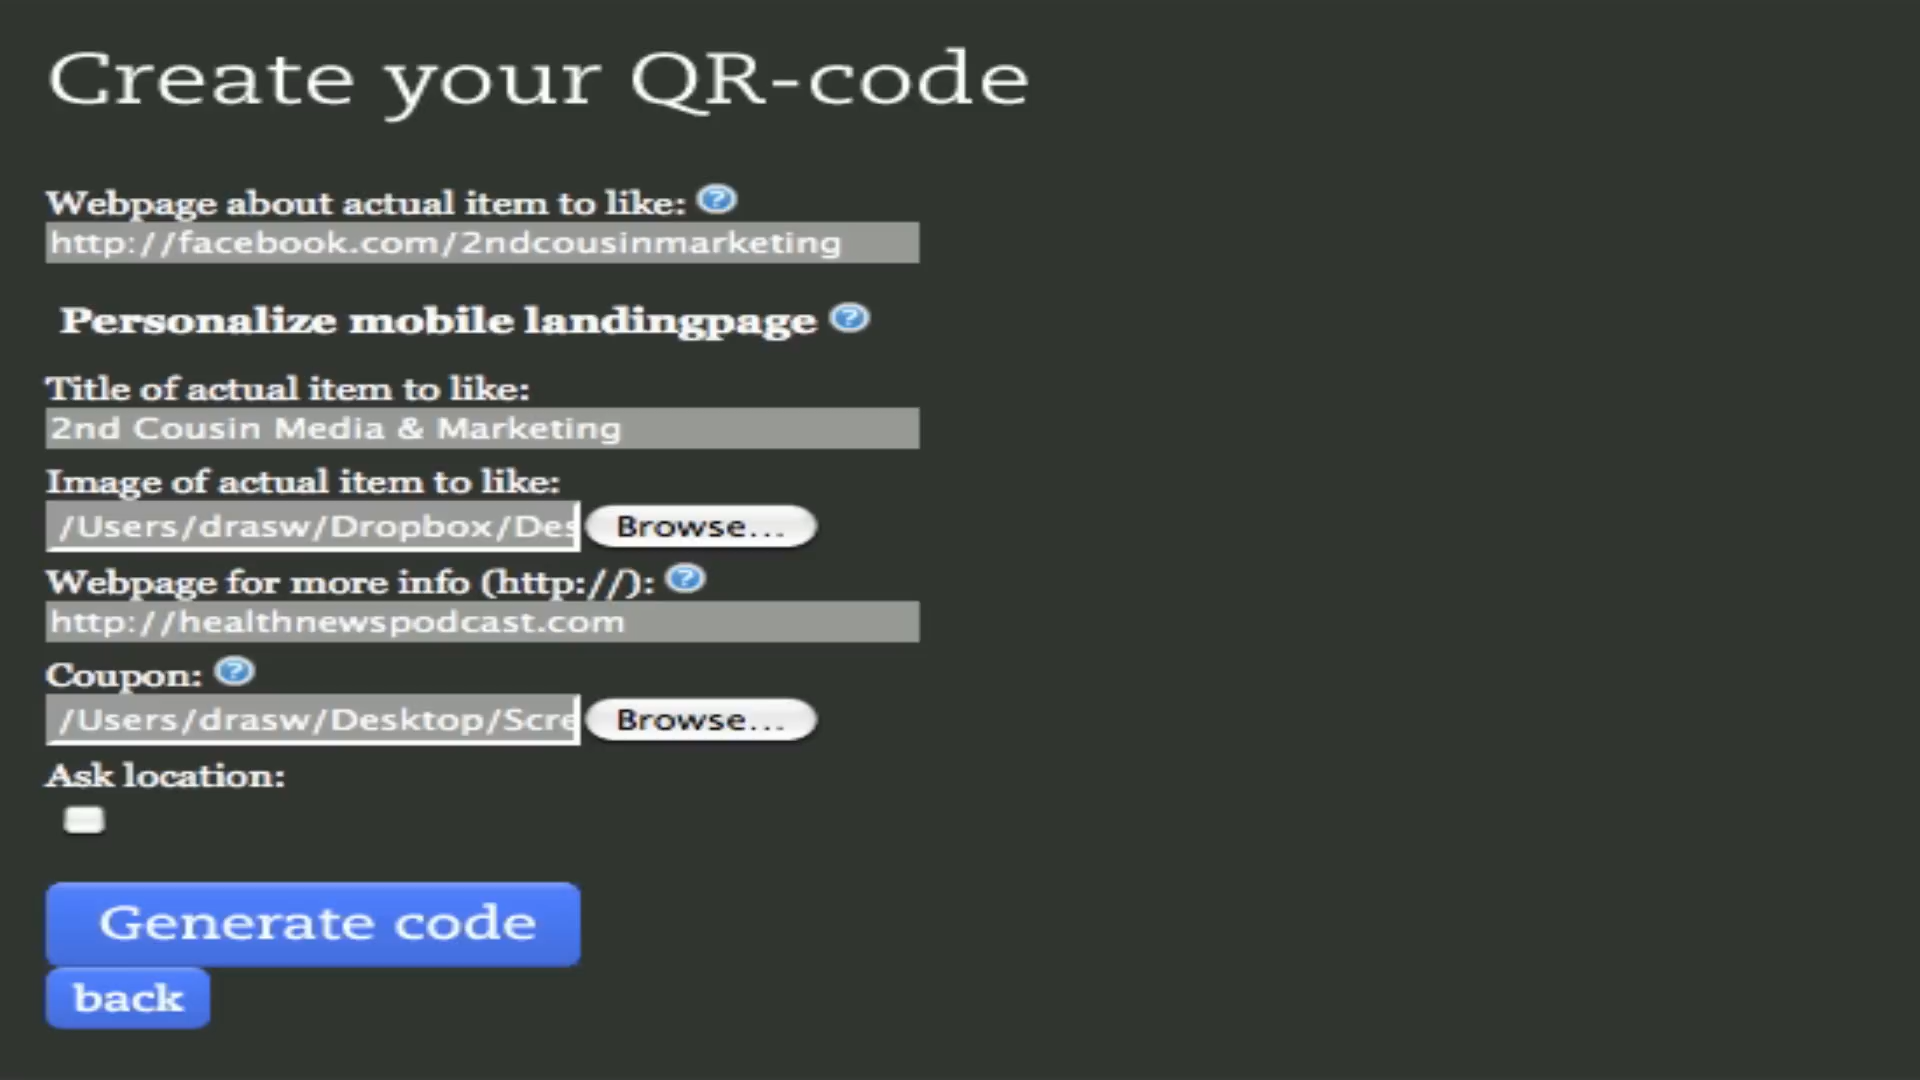 Create your QR-code
Webpage about actual item to like:
http://facebook.com/2ndcousinmarketing
Personalize mobile landingpage
Title of actual item to like:
2nd Cousin Media & Marketing
Image of actual item to like:
/Users/drasw/Dropbox/Des Browse...
Webpage for more info (http://):
http://healthnewspodcast.com
Coupon:
/Users/drasw/Desktop/Scre Browse...
Ask location:
Generate code
back